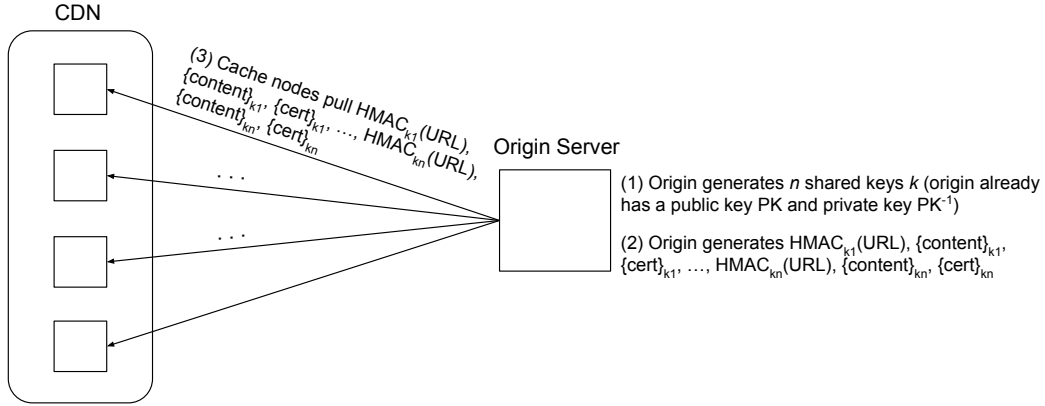 CDN
(3) Cache nodes pull HMAC_k1(URL),
{content}_k1, {cert}_k1, …, HMAC_kn(URL),
{content}_kn, {cert}_kn
. . .
. . .
Origin Server
(1) Origin generates n shared keys k (origin already
has a public key PK and private key PK^-1)
(2) Origin generates HMAC_k1(URL), {content}_k1,
{cert}_k1, …, HMAC_kn(URL), {content}_kn, {cert}_kn